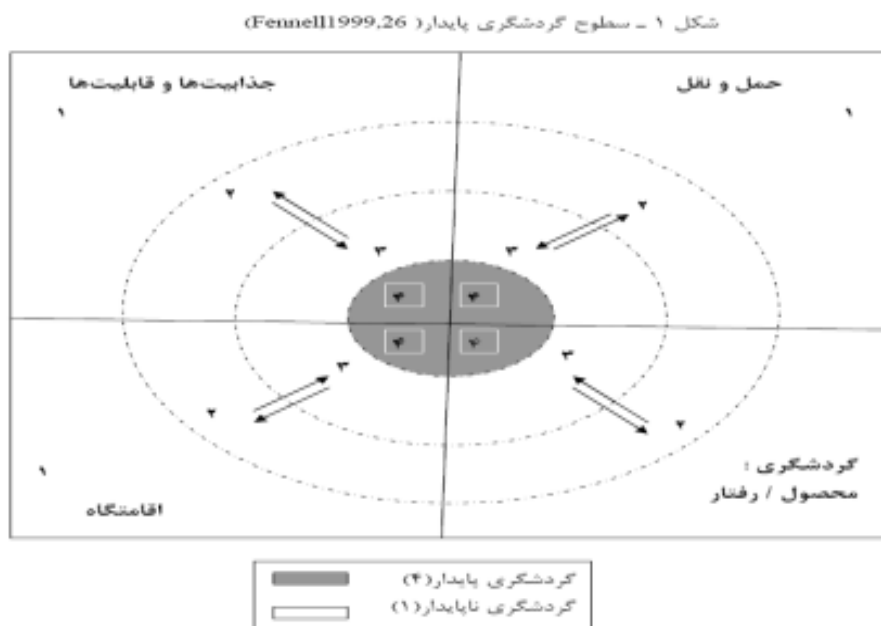 شکل ۱ ـ سطوح گردشگری پایدار( Fennell1999,26)
حمل و نقل
جذابیت‌ها و قابلیت‌ها
۱
۱
۲
۲
۳
۳
۴
۴
۴
۴
۳
۳
۲
۲
۱
گردشگری :
محصول / رفتار
اقامتگاه
گردشگری پایدار(۴)
گردشگری ناپایدار(۱)